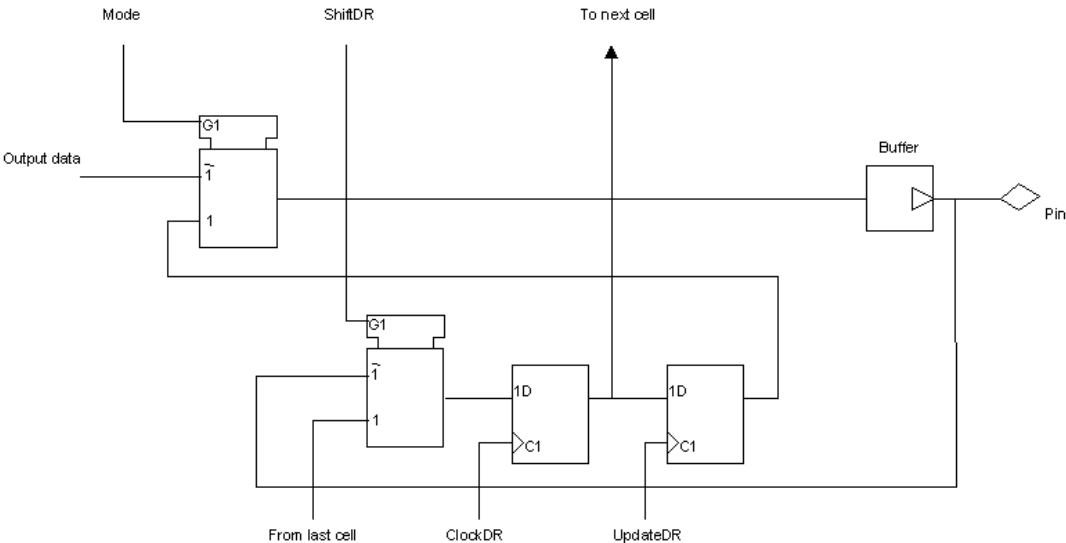 Mode
ShiftDR
To next cell
G1
Output data
1
Buffer
1
Pin
G1
1
1D
1D
1
C1
C1
From last cell
ClockDR
UpdateDR